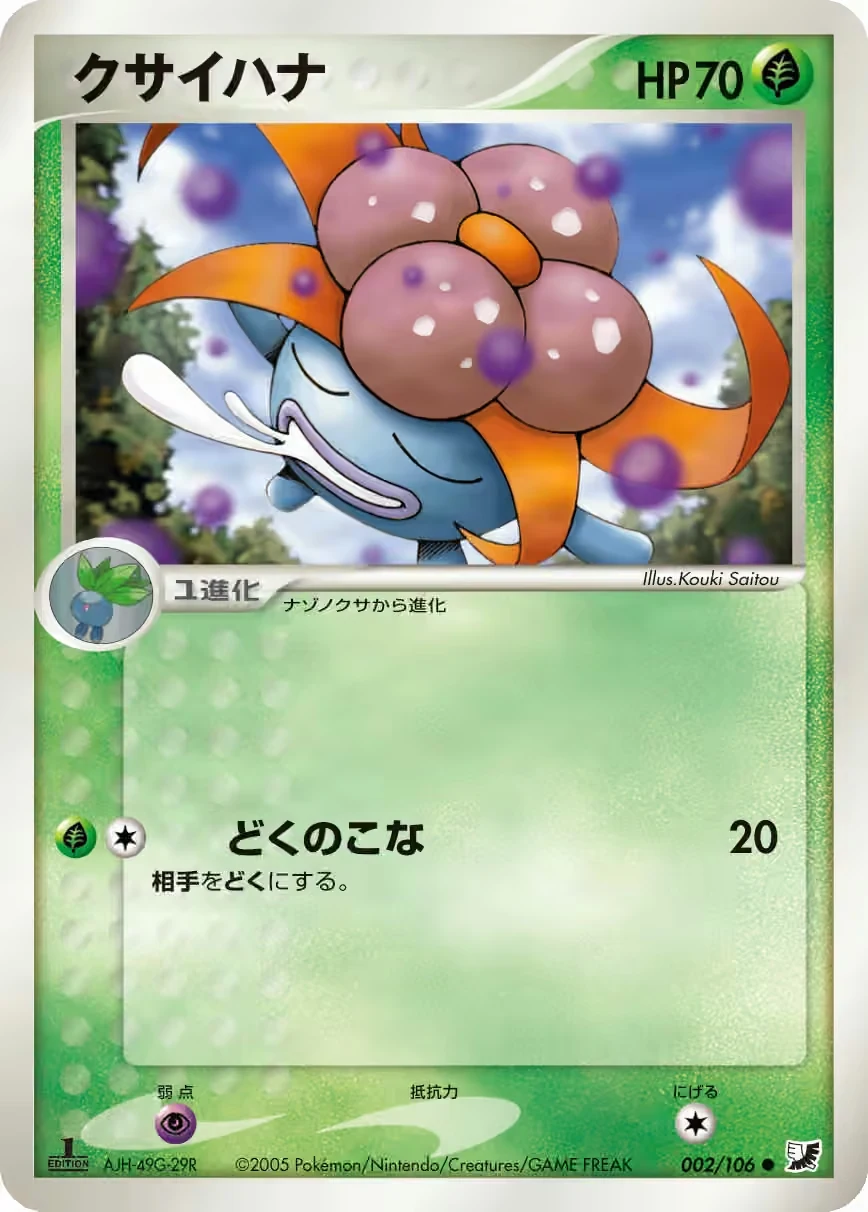 クサイハナ
HP70
Illus.Kouki Saitou
1進化
ナゾノクサから進化
どくのこな 20
相手をどくにする。
弱点 抵抗力 にげる
1 EDITION
AJH-49G-29R ©2005 Pokémon/Nintendo/Creatures/GAME FREAK 002/106